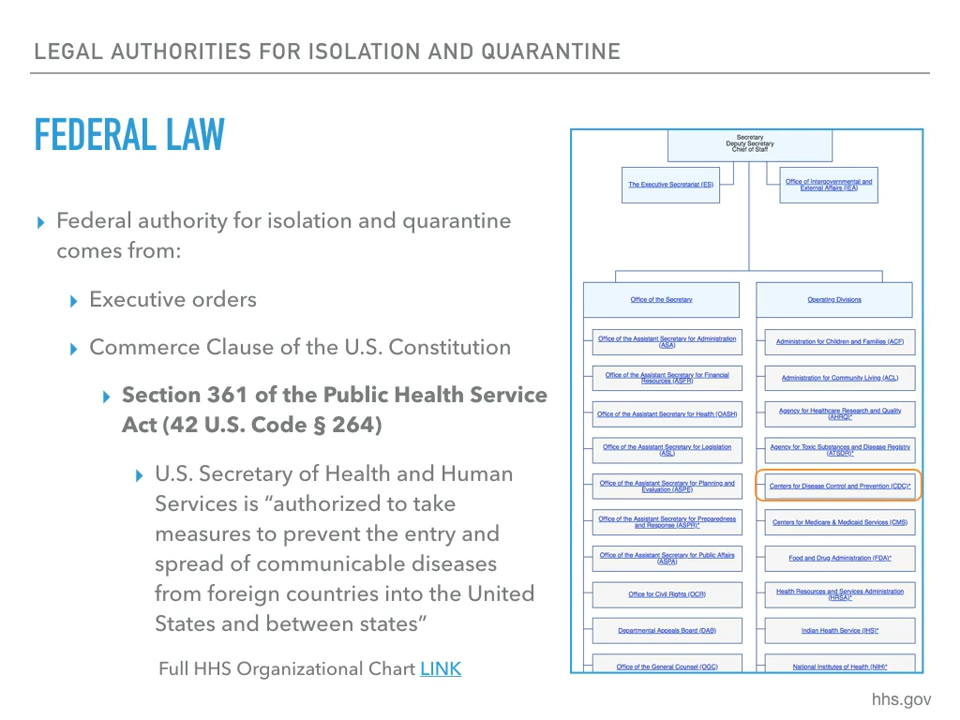 LEGAL AUTHORITIES FOR ISOLATION AND QUARANTINE
FEDERAL LAW
Federal authority for isolation and quarantine
comes from:
Executive orders
Commerce Clause of the U.S. Constitution
Section 361 of the Public Health Service
Act (42 U.S. Code § 264)
U.S. Secretary of Health and Human
Services is “authorized to take
measures to prevent the entry and
spread of communicable diseases
from foreign countries into the United
States and between states”
Full HHS Organizational Chart LINK
Secretary
Deputy Secretary
Chief of Staff
The Executive Secretariat (ES)
Office of Intergovernmental and
External Affairs (IEA)
Office of the Secretary
Office of the Assistant Secretary for Administration
(ASA)
Office of the Assistant Secretary for Financial
Resources (ASFR)
Office of the Assistant Secretary for Health (OASH)
Office of the Assistant Secretary for Legislation
(ASL)
Office of the Assistant Secretary for Planning and
Evaluation (ASPE)
Office of the Assistant Secretary for Preparedness
and Response (ASPR)*
Office of the Assistant Secretary for Public Affairs
(ASPA)
Office for Civil Rights (OCR)
Departmental Appeals Board (DAB)
Office of the General Counsel (OGC)
Operating Divisions
Administration for Children and Families (ACF)
Administration for Community Living (ACL)
Agency for Healthcare Research and Quality
(AHRQ)*
Agency for Toxic Substances and Disease Registry
(ATSDR)*
Centers for Disease Control and Prevention (CDC)*
Centers for Medicare & Medicaid Services (CMS)
Food and Drug Administration (FDA)*
Health Resources and Services Administration
(HRSA)*
Indian Health Service (IHS)*
National Institutes of Health (NIH)*
hhs.gov